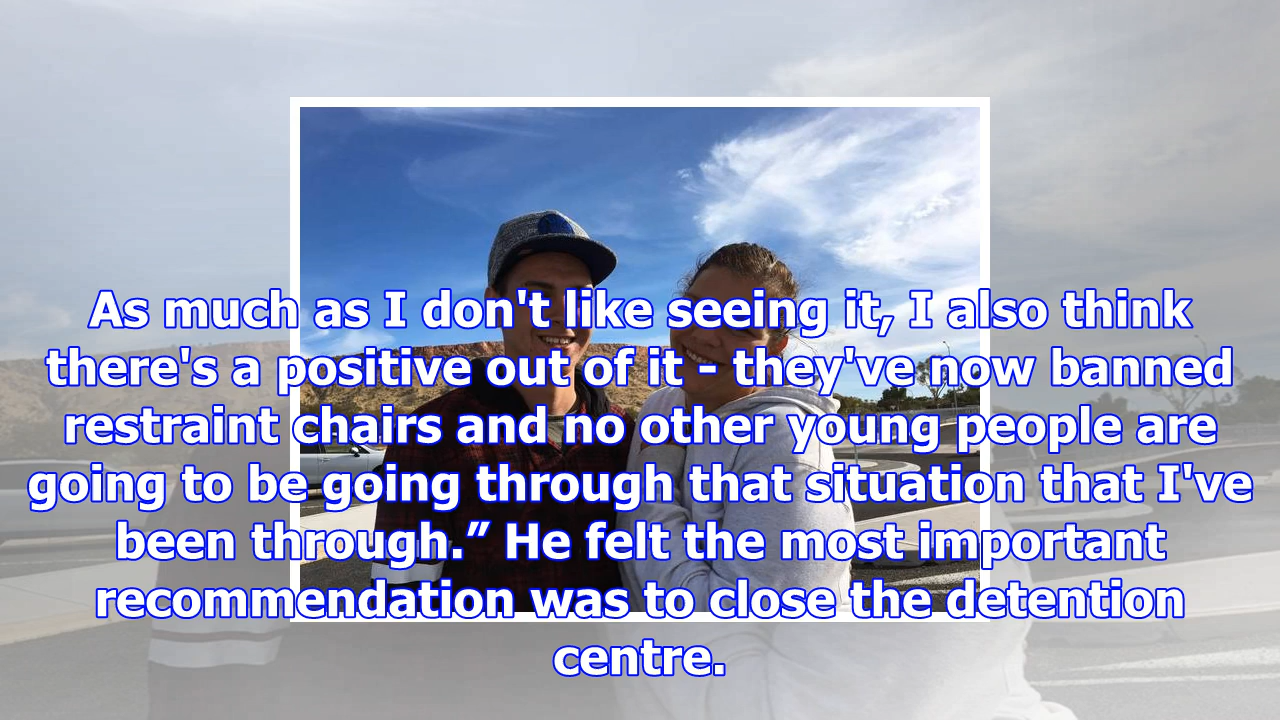 As much as I don't like seeing it, I also think
there's a positive out of it - they've now banned
restraint chairs and no other young people are
going to be going through that situation that I've
been through.” He felt the most important
recommendation was to close the detention
centre.